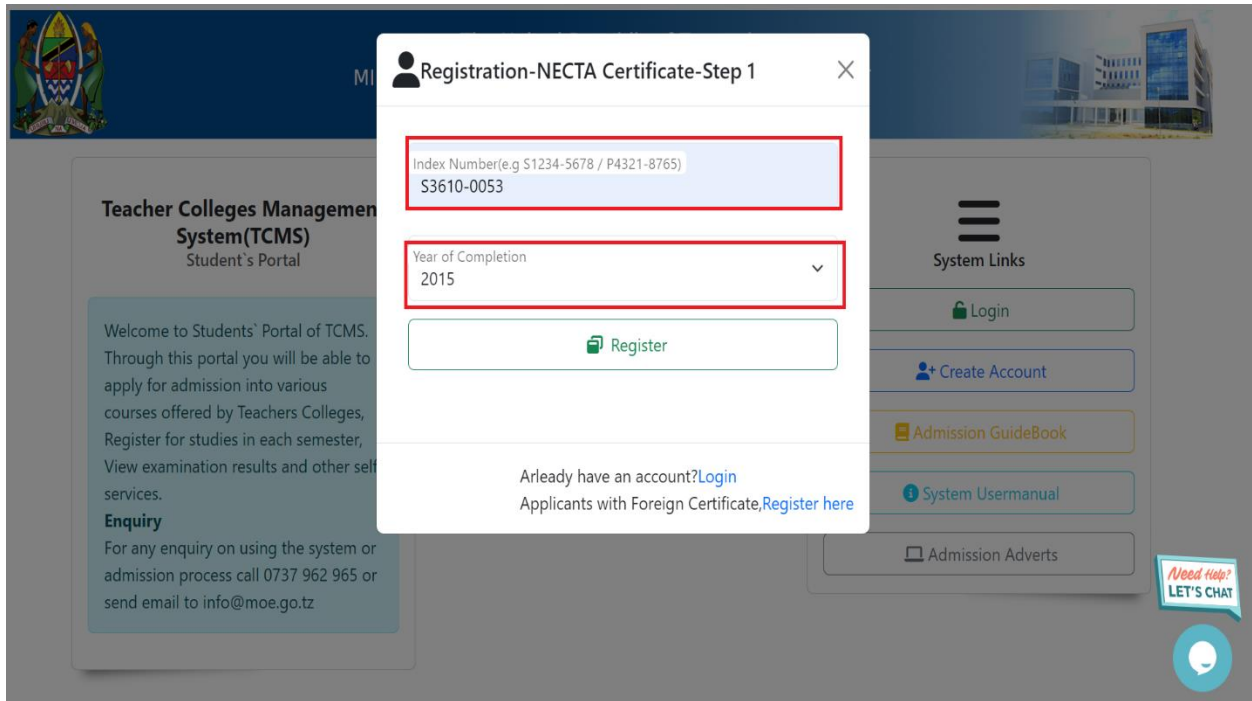 MI
Registration-NECTA Certificate-Step 1
Index Number(e.g S1234-5678 / P4321-8765)
S3610-0053
Year of Completion
2015
Register
Arleady have an account?Login
Applicants with Foreign Certificate,Register here
Teacher Colleges Managemen
System(TCMS)
Student`s Portal
Welcome to Students` Portal of TCMS.
Through this portal you will be able to
apply for admission into various
courses offered by Teachers Colleges,
Register for studies in each semester,
View examination results and other self
services.
Enquiry
For any enquiry on using the system or
admission process call 0737 962 965 or
send email to info@moe.go.tz
System Links
Login
Create Account
Admission GuideBook
System Usermanual
Admission Adverts
Need Help?
LET'S CHAT